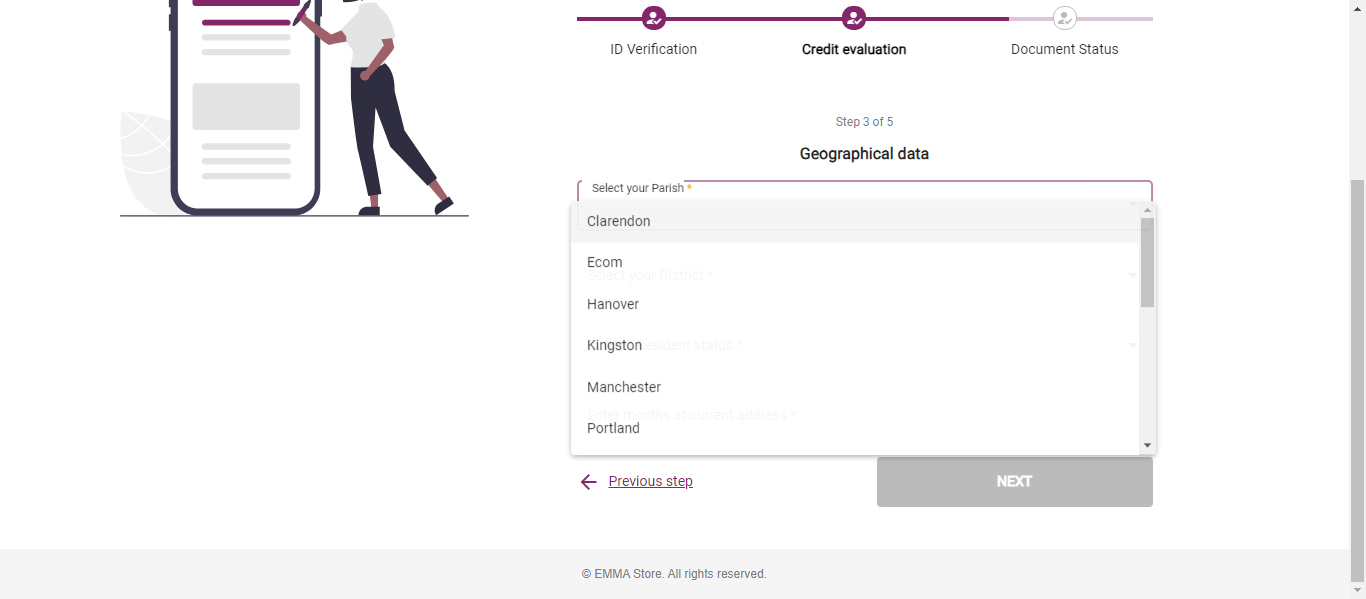 ID Verification
Credit evaluation
Document Status
Step 3 of 5
Geographical data
Select your Parish *
Clarendon
Ecom
Select your District *
Hanover
Kingston
esident status *
Manchester
Enter months at current address *
Portland
Previous step
NEXT
© EMMA Store. All rights reserved.